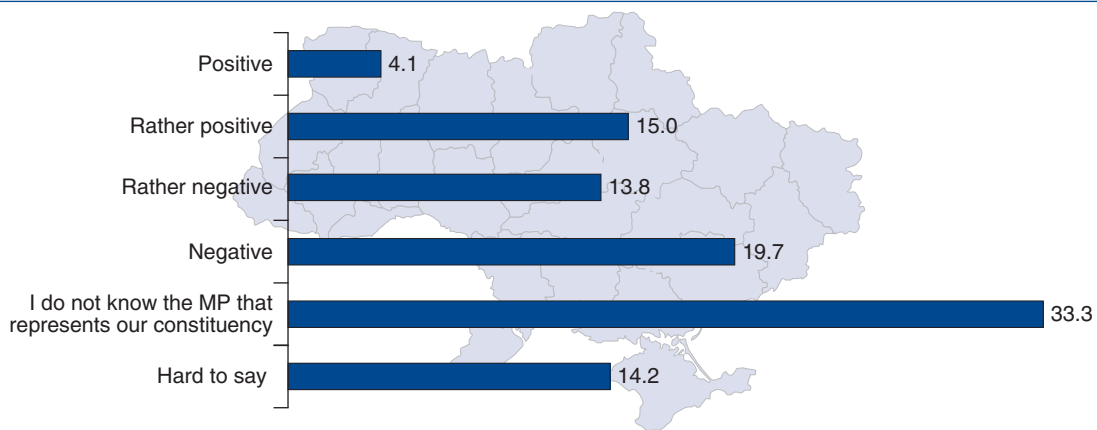 Positive 4.1
Rather positive 15.0
Rather negative 13.8
Negative 19.7
I do not know the MP that
represents our constituency 33.3
Hard to say 14.2